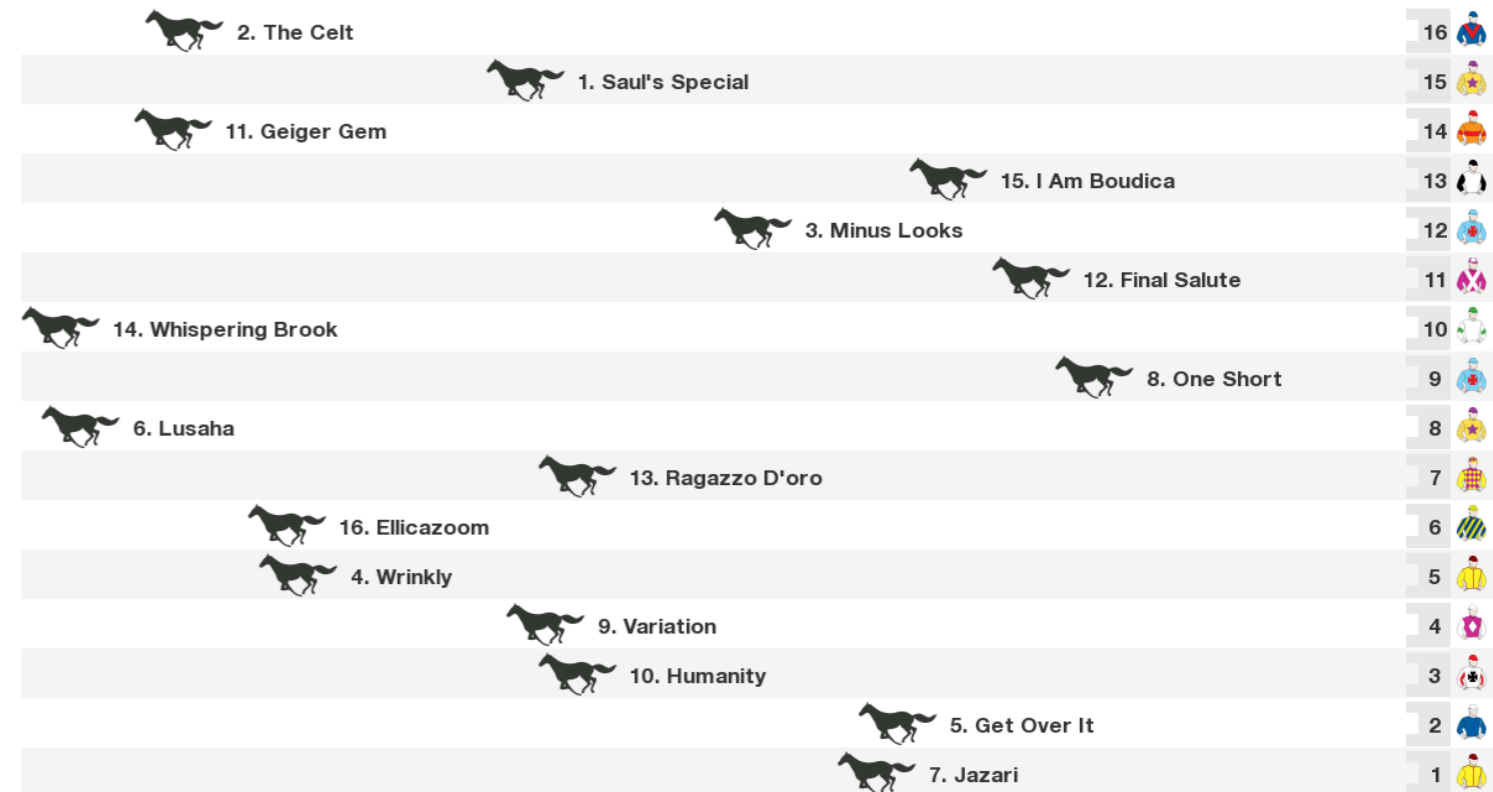 2. The Celt 16
1. Saul's Special 15
11. Geiger Gem 14
15. I Am Boudica 13
3. Minus Looks 12
12. Final Salute 11
14. Whispering Brook 10
8. One Short 9
6. Lusaha 8
13. Ragazzo D'oro 7
16. Ellicazoom 6
4. Wrinkly 5
9. Variation 4
10. Humanity 3
5. Get Over It 2
7. Jazari 1